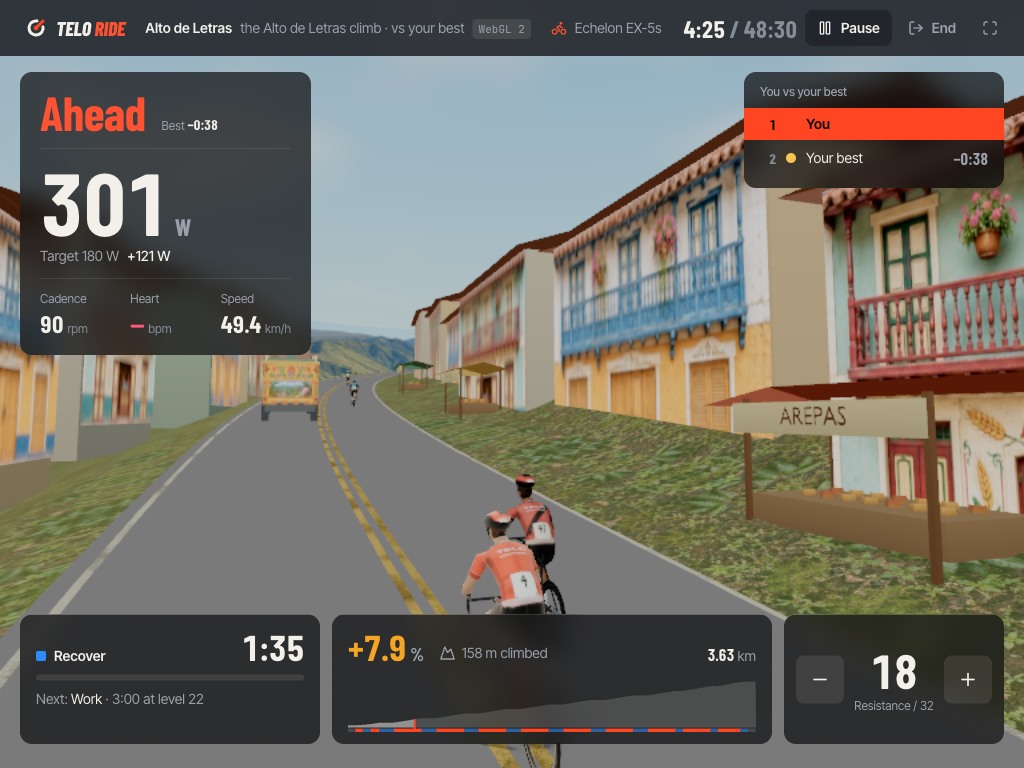 TELO RIDE
Alto de Letras the Alto de Letras climb · vs your best WebGL 2
Echelon EX-5s
4:25 / 48:30
Pause
End
Ahead Best −0:38
301 W
Target 180 W +121 W
Cadence Heart Speed
90 rpm — bpm 49.4 km/h
You vs your best
1 You
2 Your best −0:38
AREPAS
4
Recover 1:35
Next: Work · 3:00 at level 22
+7.9 % 158 m climbed 3.63 km
− 18 +
Resistance / 32